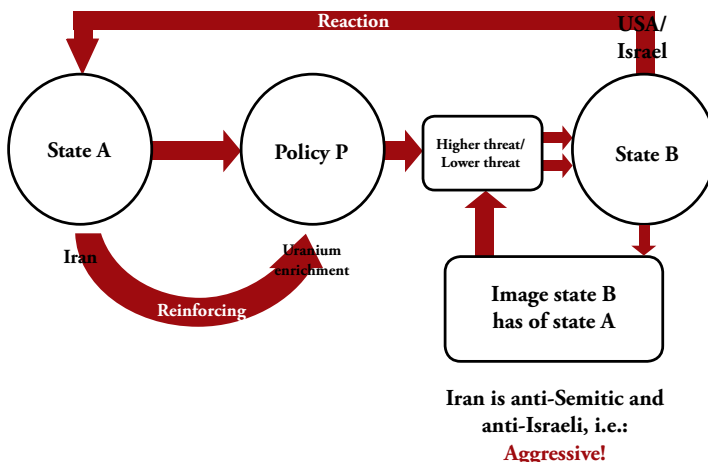 Reaction
USA/
Israel
State A
Policy P
Higher threat/
Lower threat
State B
Iran
Uranium
enrichment
Reinforcing
Image state B
has of state A
Iran is anti-Semitic and
anti-Israeli, i.e.:
Aggressive!